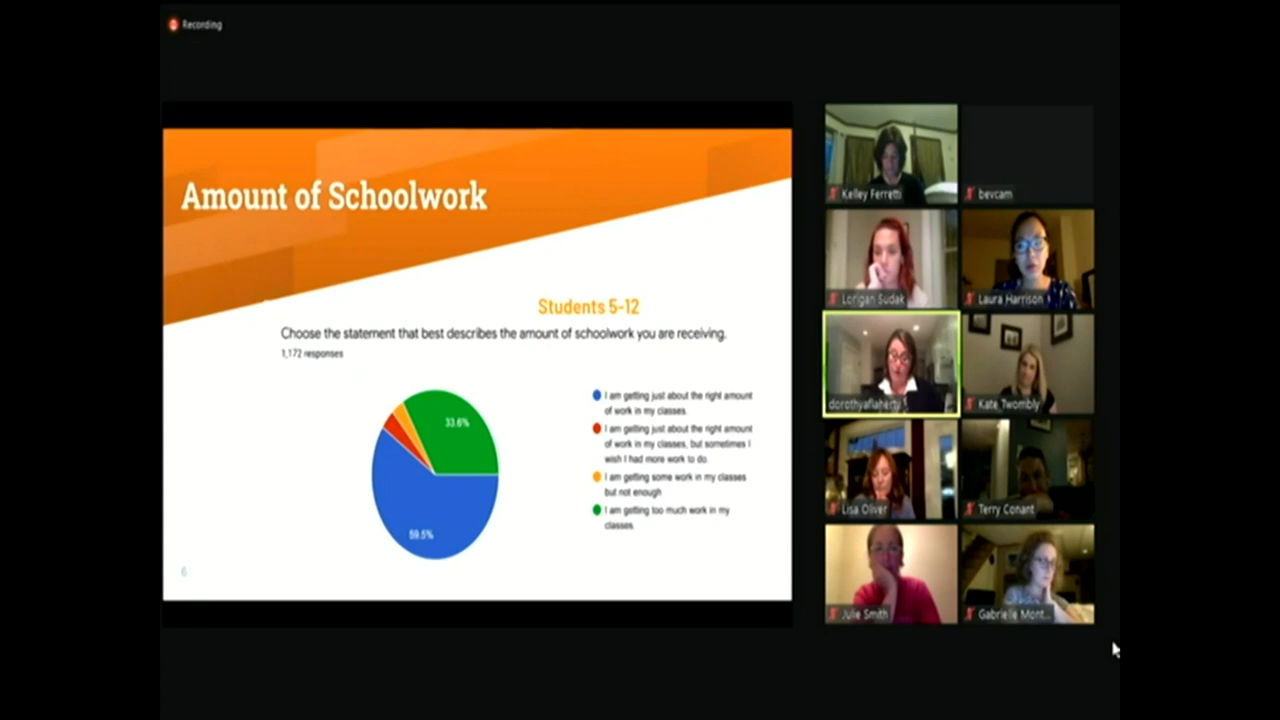 Recording
Amount of Schoolwork
Students 5-12
Choose the statement that best describes the amount of schoolwork you are receiving.
1,172 responses
33.6%
59.5%
I am getting just about the right amount
of work in my classes.
I am getting just about the right amount
of work in my classes, but sometimes I
wish I had more work to do.
I am getting some work in my classes
but not enough
I am getting too much work in my
classes.
6
Kelley Ferretti
bevcam
Lorigan Sudak
Laura Harrison
dorothyaflaherty
Kate Twombly
Lisa Oliver
Terry Conant
Julie Smith
Gabrielle Mont...